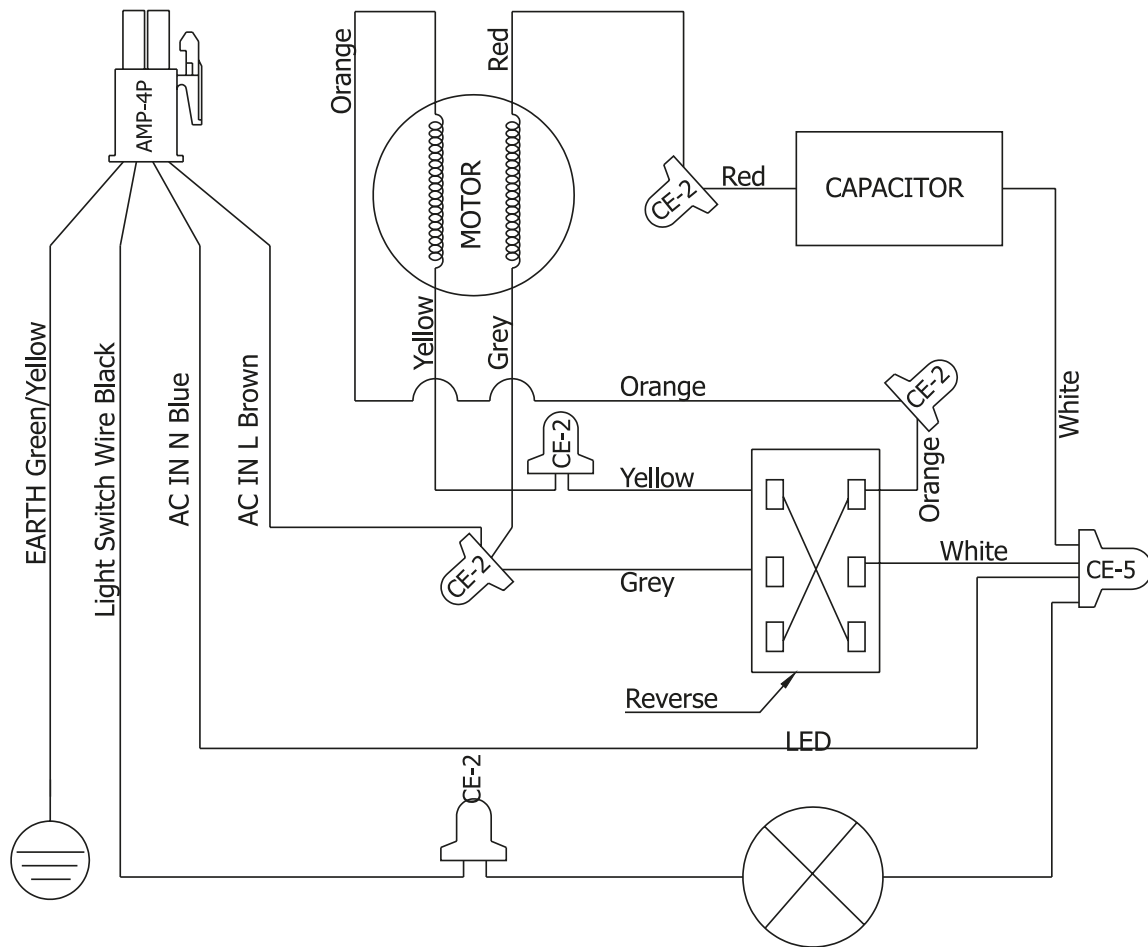 AMP-4P
Orange
Red
MOTOR
CE-2
Red
CAPACITOR
EARTH Green/Yellow
Light Switch Wire Black
AC IN N Blue
AC IN L Brown
Yellow
Grey
Orange
CE-2
White
CE-2
Yellow
Orange
CE-2
Grey
White
CE-5
Reverse
LED
CE-2